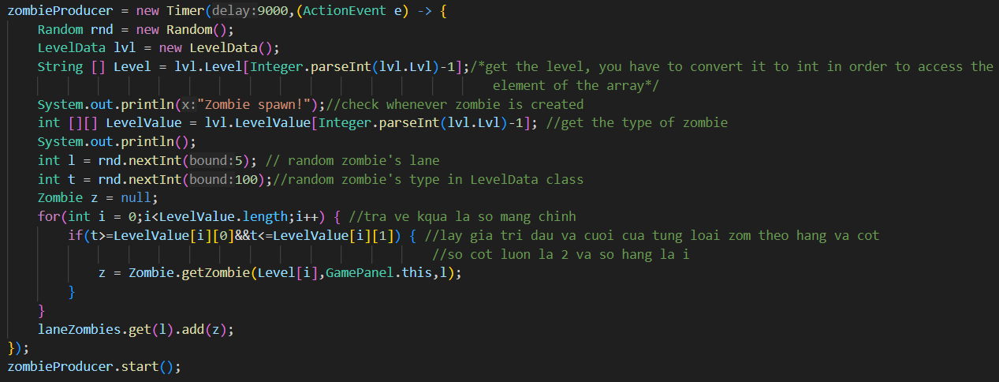 zombieProducer = new Timer(delay:9000,(ActionEvent e) -> {
Random rnd = new Random();
LevelData lvl = new LevelData();
String [] Level = lvl.Level[Integer.parseInt(lvl.Lvl)-1];/*get the level, you have to convert it to int in order to access the
element of the array*/
System.out.println(x:"Zombie spawn!");//check whenever zombie is created
int [][] LevelValue = lvl.LevelValue[Integer.parseInt(lvl.Lvl)-1]; //get the type of zombie
System.out.println();
int l = rnd.nextInt(bound:5); // random zombie's lane
int t = rnd.nextInt(bound:100);//random zombie's type in LevelData class
Zombie z = null;
for(int i = 0;i<LevelValue.length;i++) { //tra ve kqua la so mang chinh
if(t>=LevelValue[i][0]&&t<=LevelValue[i][1]) { //lay gia tri dau va cuoi cua tung loai zom theo hang va cot
//so cot luon la 2 va so hang la i
z = Zombie.getZombie(Level[i],GamePanel.this,l);
}
}
laneZombies.get(l).add(z);
});
zombieProducer.start();